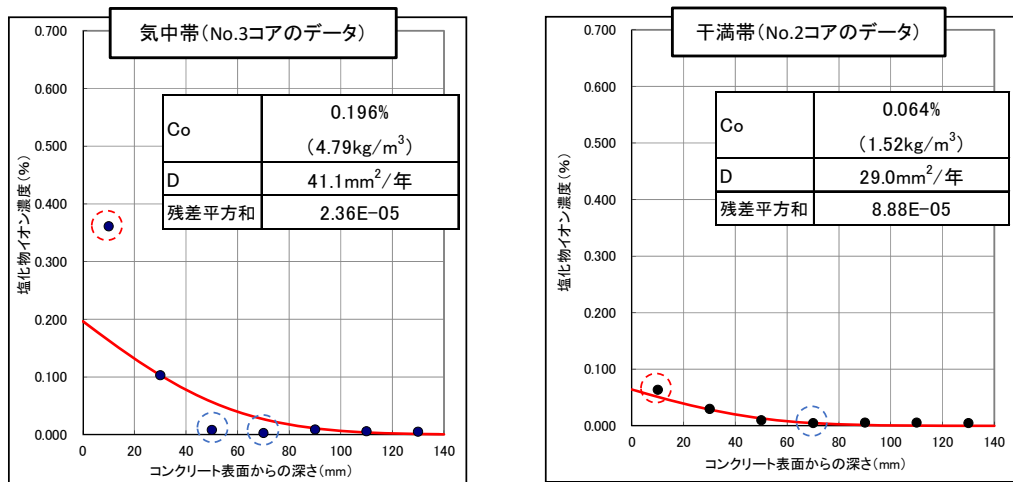 気中帯(No.3コアのデータ)
塩化物イオン濃度(%)
0.700
0.600
0.500
0.400
0.300
0.200
0.100
0.000
Co 0.196%
(4.79kg/m³)
D 41.1mm²/年
残差平方和 2.36E-05
0 20 40 60 80 100 120 140
コンクリート表面からの深さ(mm)
干満帯(No.2コアのデータ)
塩化物イオン濃度(%)
0.700
0.600
0.500
0.400
0.300
0.200
0.100
0.000
Co 0.064%
(1.52kg/m³)
D 29.0mm²/年
残差平方和 8.88E-05
0 20 40 60 80 100 120 140
コンクリート表面からの深さ(mm)